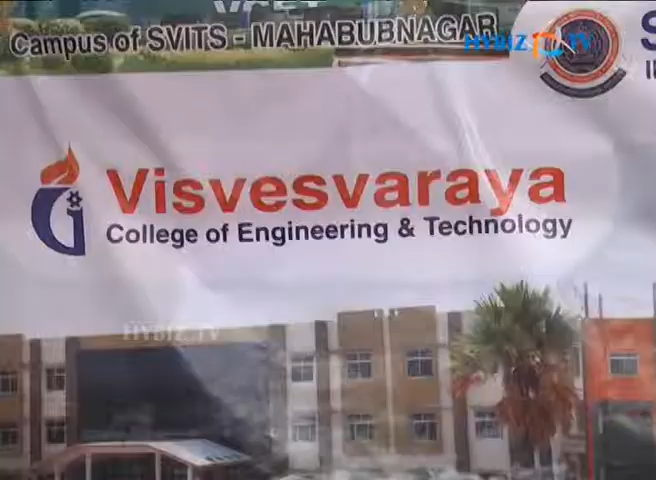 Campus of SVITS - MAHABUBNAGAR
HYBIZ TV
Visvesvaraya
College of Engineering & Technology
HYBIZ.TV